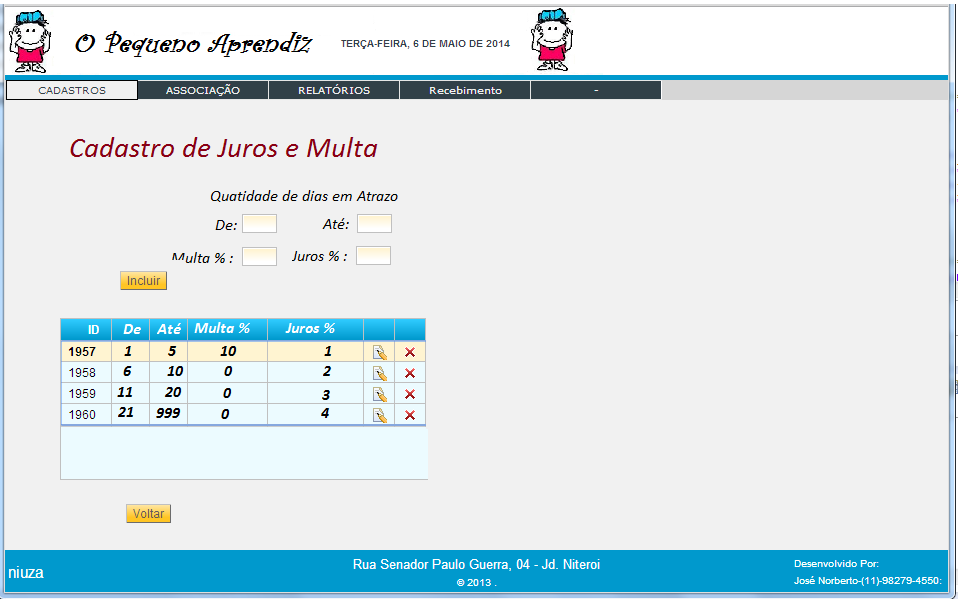 O Pequeno Aprendiz
TERÇA-FEIRA, 6 DE MAIO DE 2014
CADASTROS ASSOCIAÇÃO RELATÓRIOS Recebimento -
Cadastro de Juros e Multa
Quatidade de dias em Atrazo
De: Até:
Multa % : Juros % :
Incluir
ID De Até Multa % Juros %
1957 1 5 10 1
1958 6 10 0 2
1959 11 20 0 3
1960 21 999 0 4
Voltar
niuza
Rua Senador Paulo Guerra, 04 - Jd. Niteroi
© 2013 .
Desenvolvido Por:
José Norberto-(11)-98279-4550: